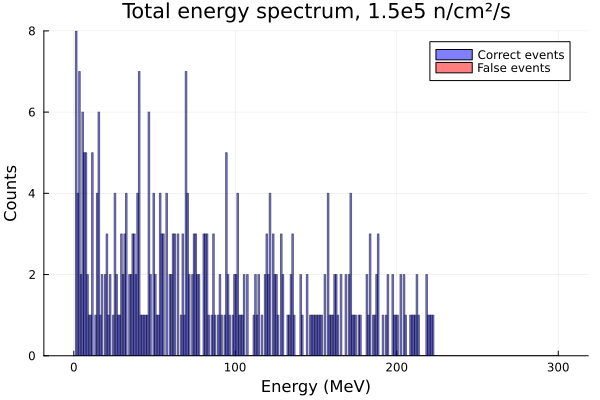 Total energy spectrum, 1.5e5 n/cm²/s
Correct events
False events
8
6
4
2
0
Counts
0 100 200 300
Energy (MeV)